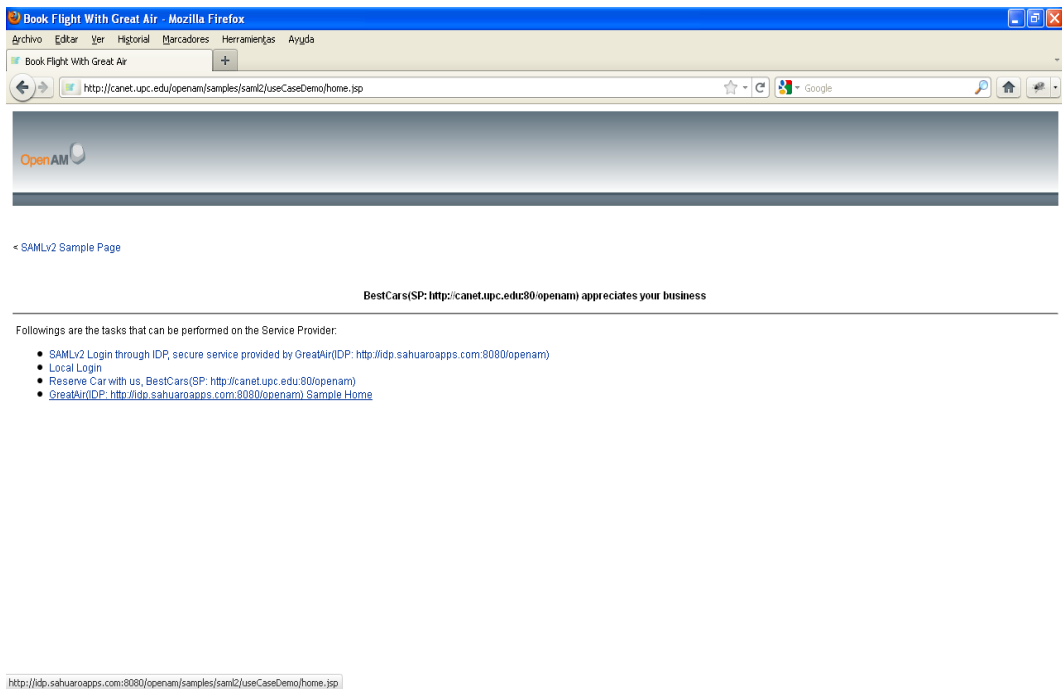 Book Flight With Great Air - Mozilla Firefox
Archivo Editar Ver Historial Marcadores Herramientas Ayuda
Book Flight With Great Air
http://canet.upc.edu/openam/samples/saml2/useCaseDemo/home.jsp Google
OpenAM
< SAMLv2 Sample Page
BestCars(SP: http://canet.upc.edu:80/openam) appreciates your business
Followings are the tasks that can be performed on the Service Provider:
SAMLv2 Login through IDP, secure service provided by GreatAir(IDP: http://idp.sahuaroapps.com:8080/openam)
Local Login
Reserve Car with us, BestCars(SP: http://canet.upc.edu:80/openam)
GreatAir(IDP: http://idp.sahuaroapps.com:8080/openam) Sample Home
http://idp.sahuaroapps.com:8080/openam/samples/saml2/useCaseDemo/home.jsp